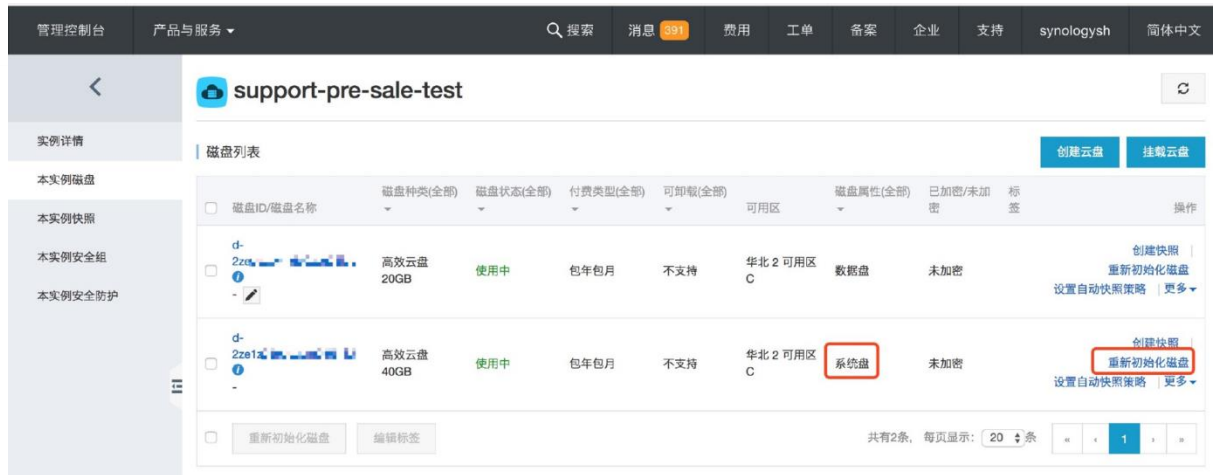 管理控制台 产品与服务 搜索 消息 391 费用 工单 备案 企业 支持 synologysh 简体中文
support-pre-sale-test
实例详情
本实例磁盘
本实例快照
本实例安全组
本实例安全防护
磁盘列表 创建云盘 挂载云盘
磁盘ID/磁盘名称 磁盘种类(全部) 磁盘状态(全部) 付费类型(全部) 可卸载(全部) 可用区 磁盘属性(全部) 已加密/未加密 标签 操作
d-
-
高效云盘
20GB
使用中 包年包月 不支持 华北 2 可用区
C
数据盘 未加密
创建快照
重新初始化磁盘
设置自动快照策略 更多
d-
2ze1z
-
高效云盘
40GB
使用中 包年包月 不支持 华北 2 可用区
C
系统盘 未加密
创建快照
重新初始化磁盘
设置自动快照策略 更多
重新初始化磁盘 编辑标签 共有2条, 每页显示: 20 条 « ‹ 1 › »